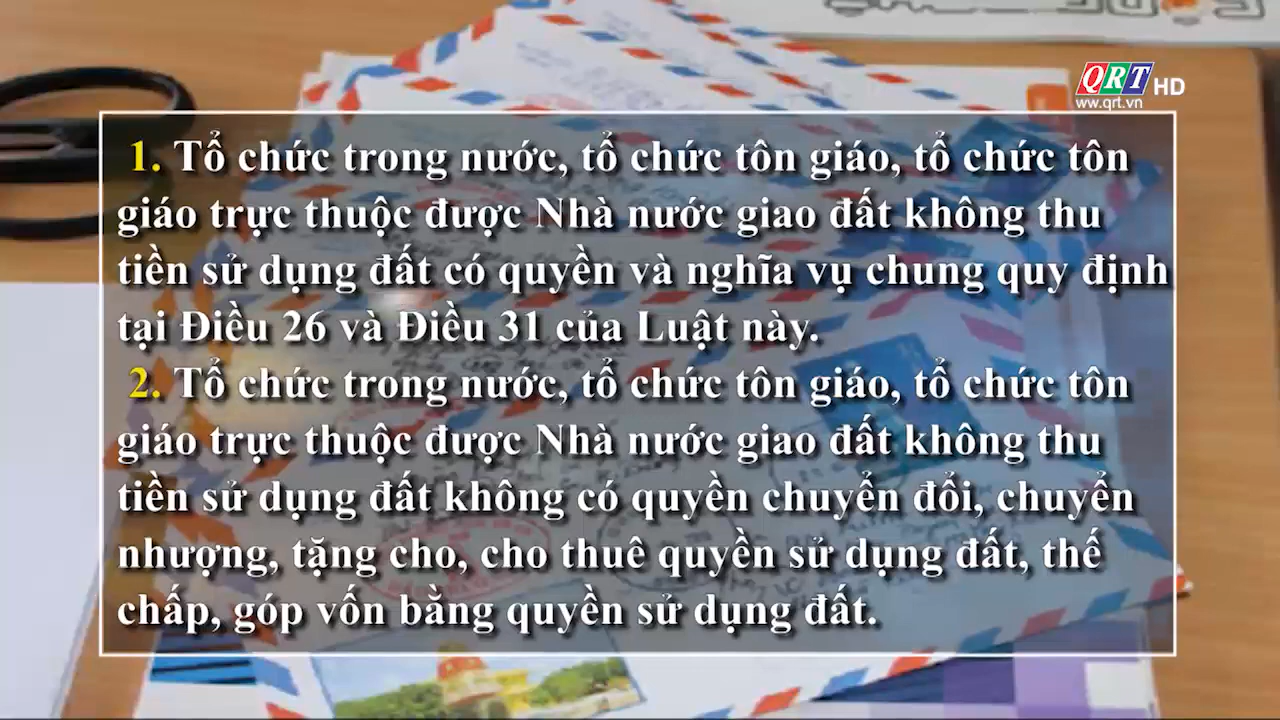 QRT HD
ww.qrt.vn
1. Tổ chức trong nước, tổ chức tôn giáo, tổ chức tôn
giáo trực thuộc được Nhà nước giao đất không thu
tiền sử dụng đất có quyền và nghĩa vụ chung quy định
tại Điều 26 và Điều 31 của Luật này.
2. Tổ chức trong nước, tổ chức tôn giáo, tổ chức tôn
giáo trực thuộc được Nhà nước giao đất không thu
tiền sử dụng đất không có quyền chuyển đổi, chuyển
nhượng, tặng cho, cho thuê quyền sử dụng đất, thế
chấp, góp vốn bằng quyền sử dụng đất.